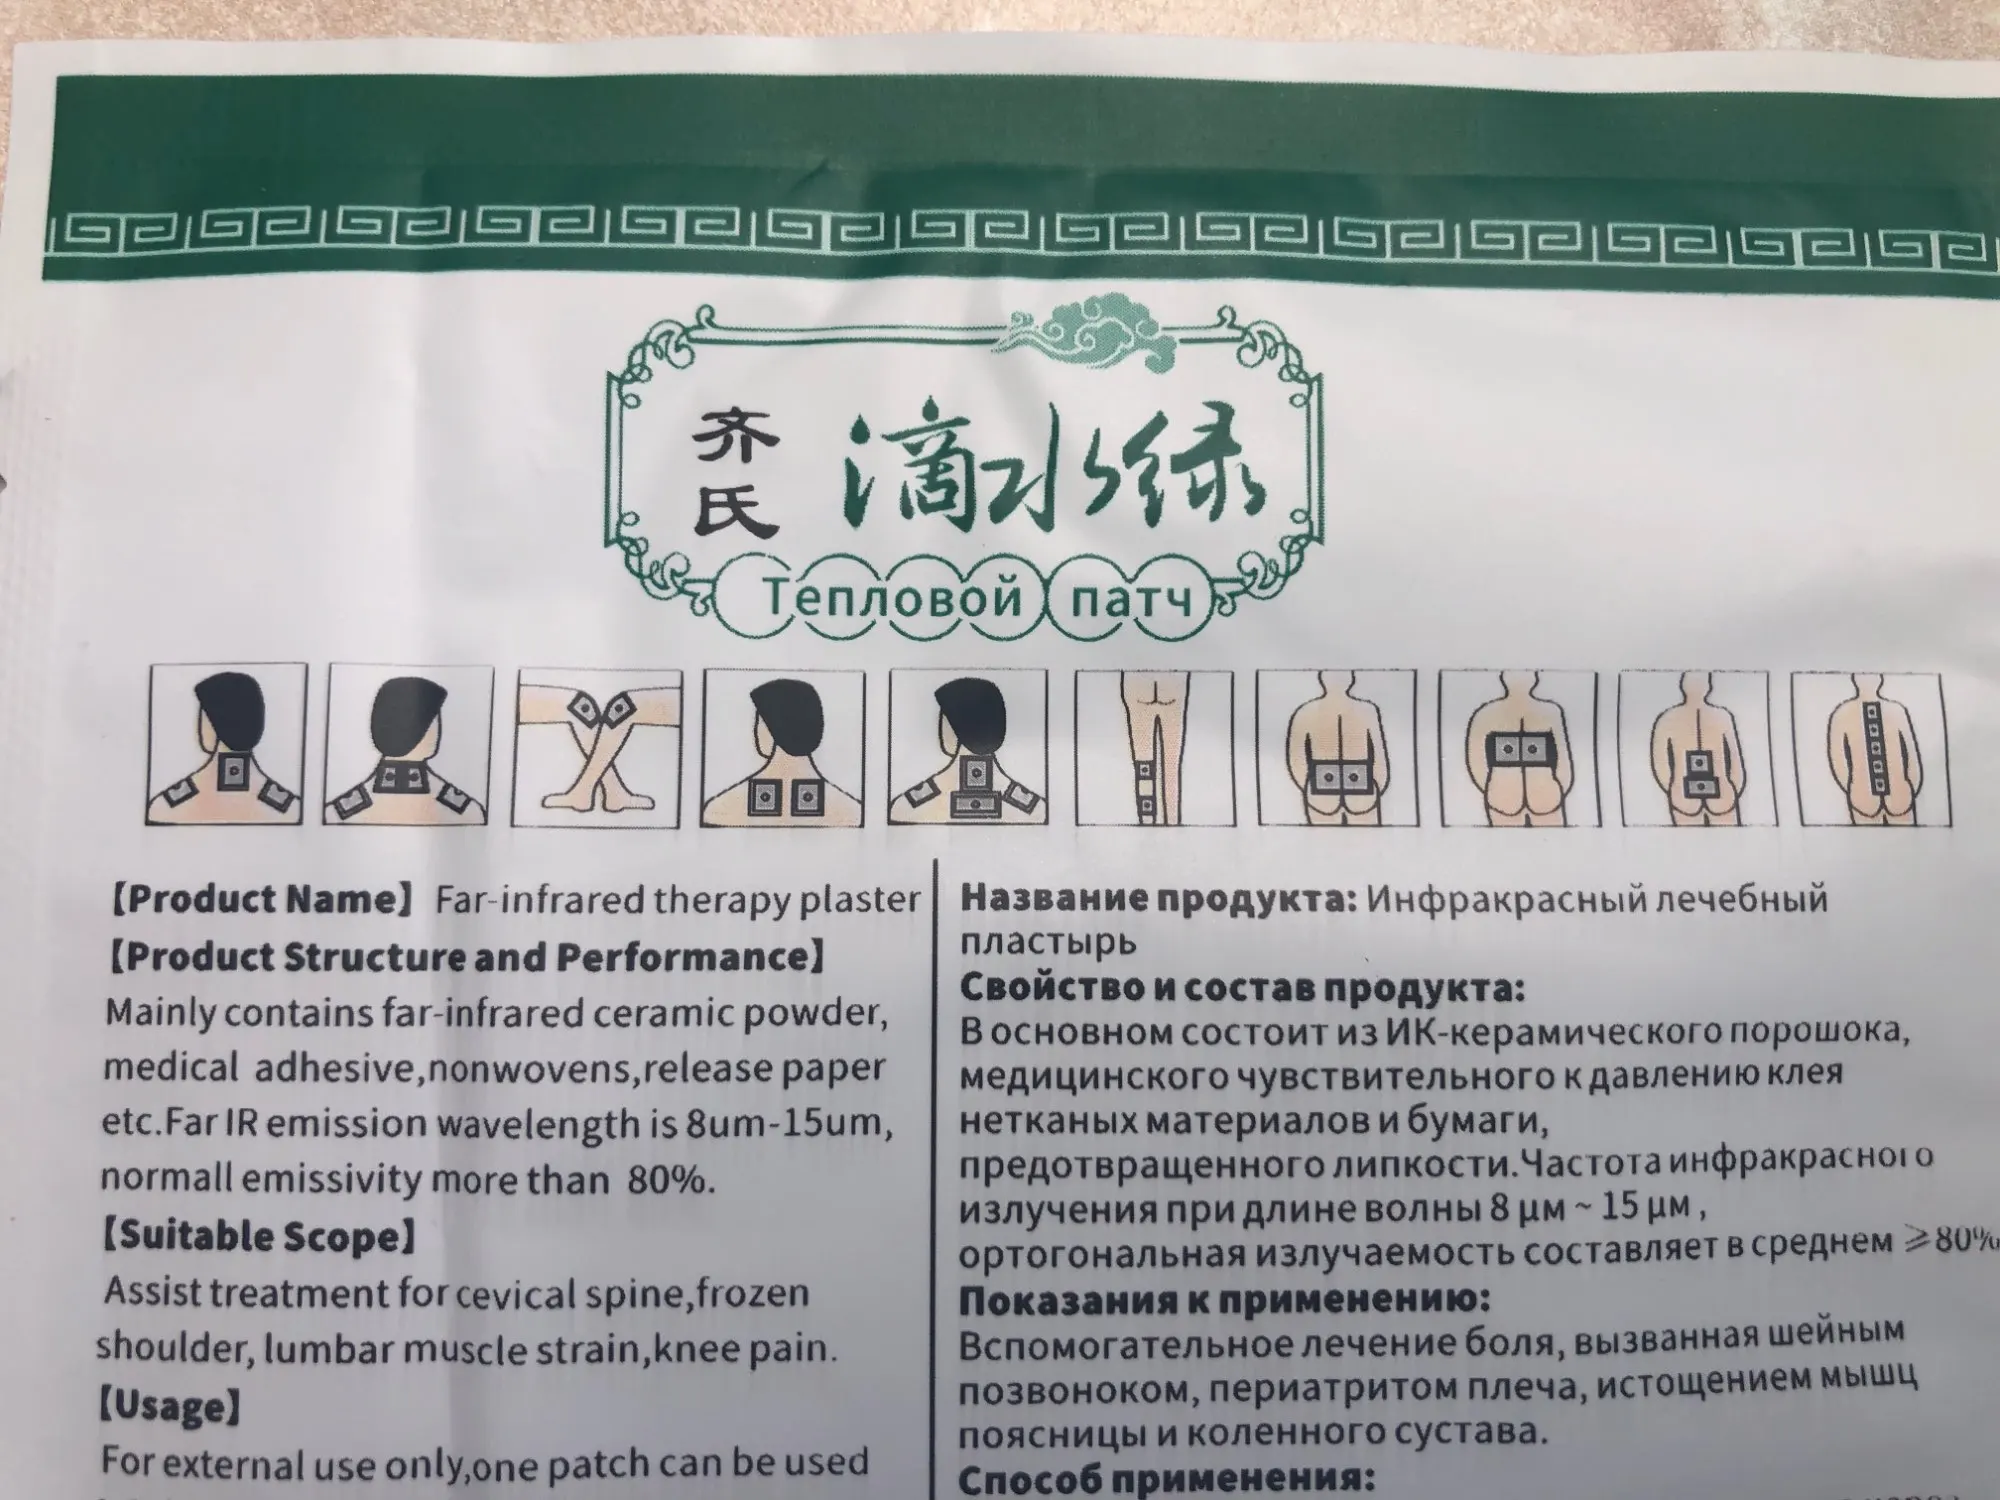 齐氏
滴水绿
Тепловой патч
【Product Name】 Far-infrared therapy plaster
【Product Structure and Performance】
Mainly contains far-infrared ceramic powder,
medical adhesive,nonwovens,release paper
etc.Far IR emission wavelength is 8um-15um,
normall emissivity more than 80%.
【Suitable Scope】
Assist treatment for cevical spine,frozen
shoulder, lumbar muscle strain,knee pain.
【Usage】
For external use only,one patch can be used
Название продукта: Инфракрасный лечебный
пластырь
Свойство и состав продукта:
В основном состоит из ИК-керамического порошока,
медицинского чувствительного к давлению клея
нетканых материалов и бумаги,
предотвращенного липкости.Частота инфракрасного
излучения при длине волны 8 μм ~ 15 μм ,
ортогональная излучаемость составляет в среднем ⩾80%
Показания к применению:
Вспомогательное лечение боля, вызванная шейным
позвоноком, периатритом плеча, истощением мышц
поясницы и коленного сустава.
Способ применения: